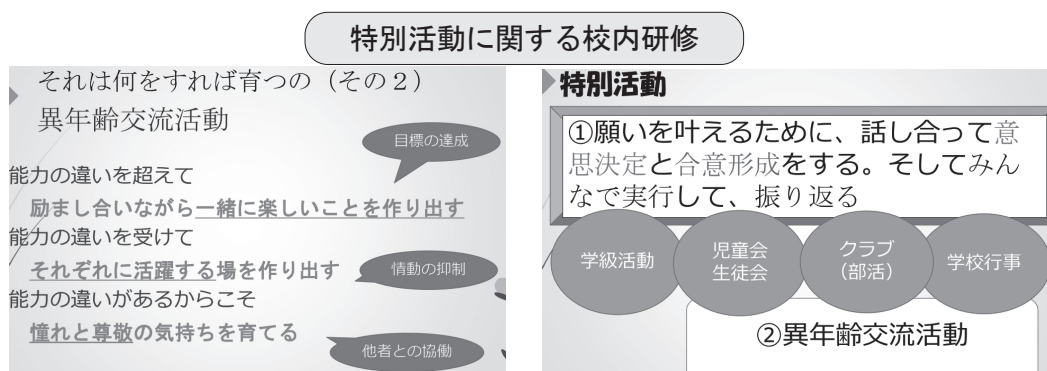 特別活動に関する校内研修
それは何をすれば育つの（その２）
異年齢交流活動
目標の達成
能力の違いを超えて
励まし合いながら一緒に楽しいことを作り出す
能力の違いを受けて
それぞれに活躍する場を作り出す
情動の抑制
能力の違いがあるからこそ
憧れと尊敬の気持ちを育てる
他者との協働
特別活動
①願いを叶えるために、話し合って意
思決定と合意形成をする。そしてみん
なで実行して、振り返る
学級活動
児童会
生徒会
クラブ
（部活）
学校行事
②異年齢交流活動